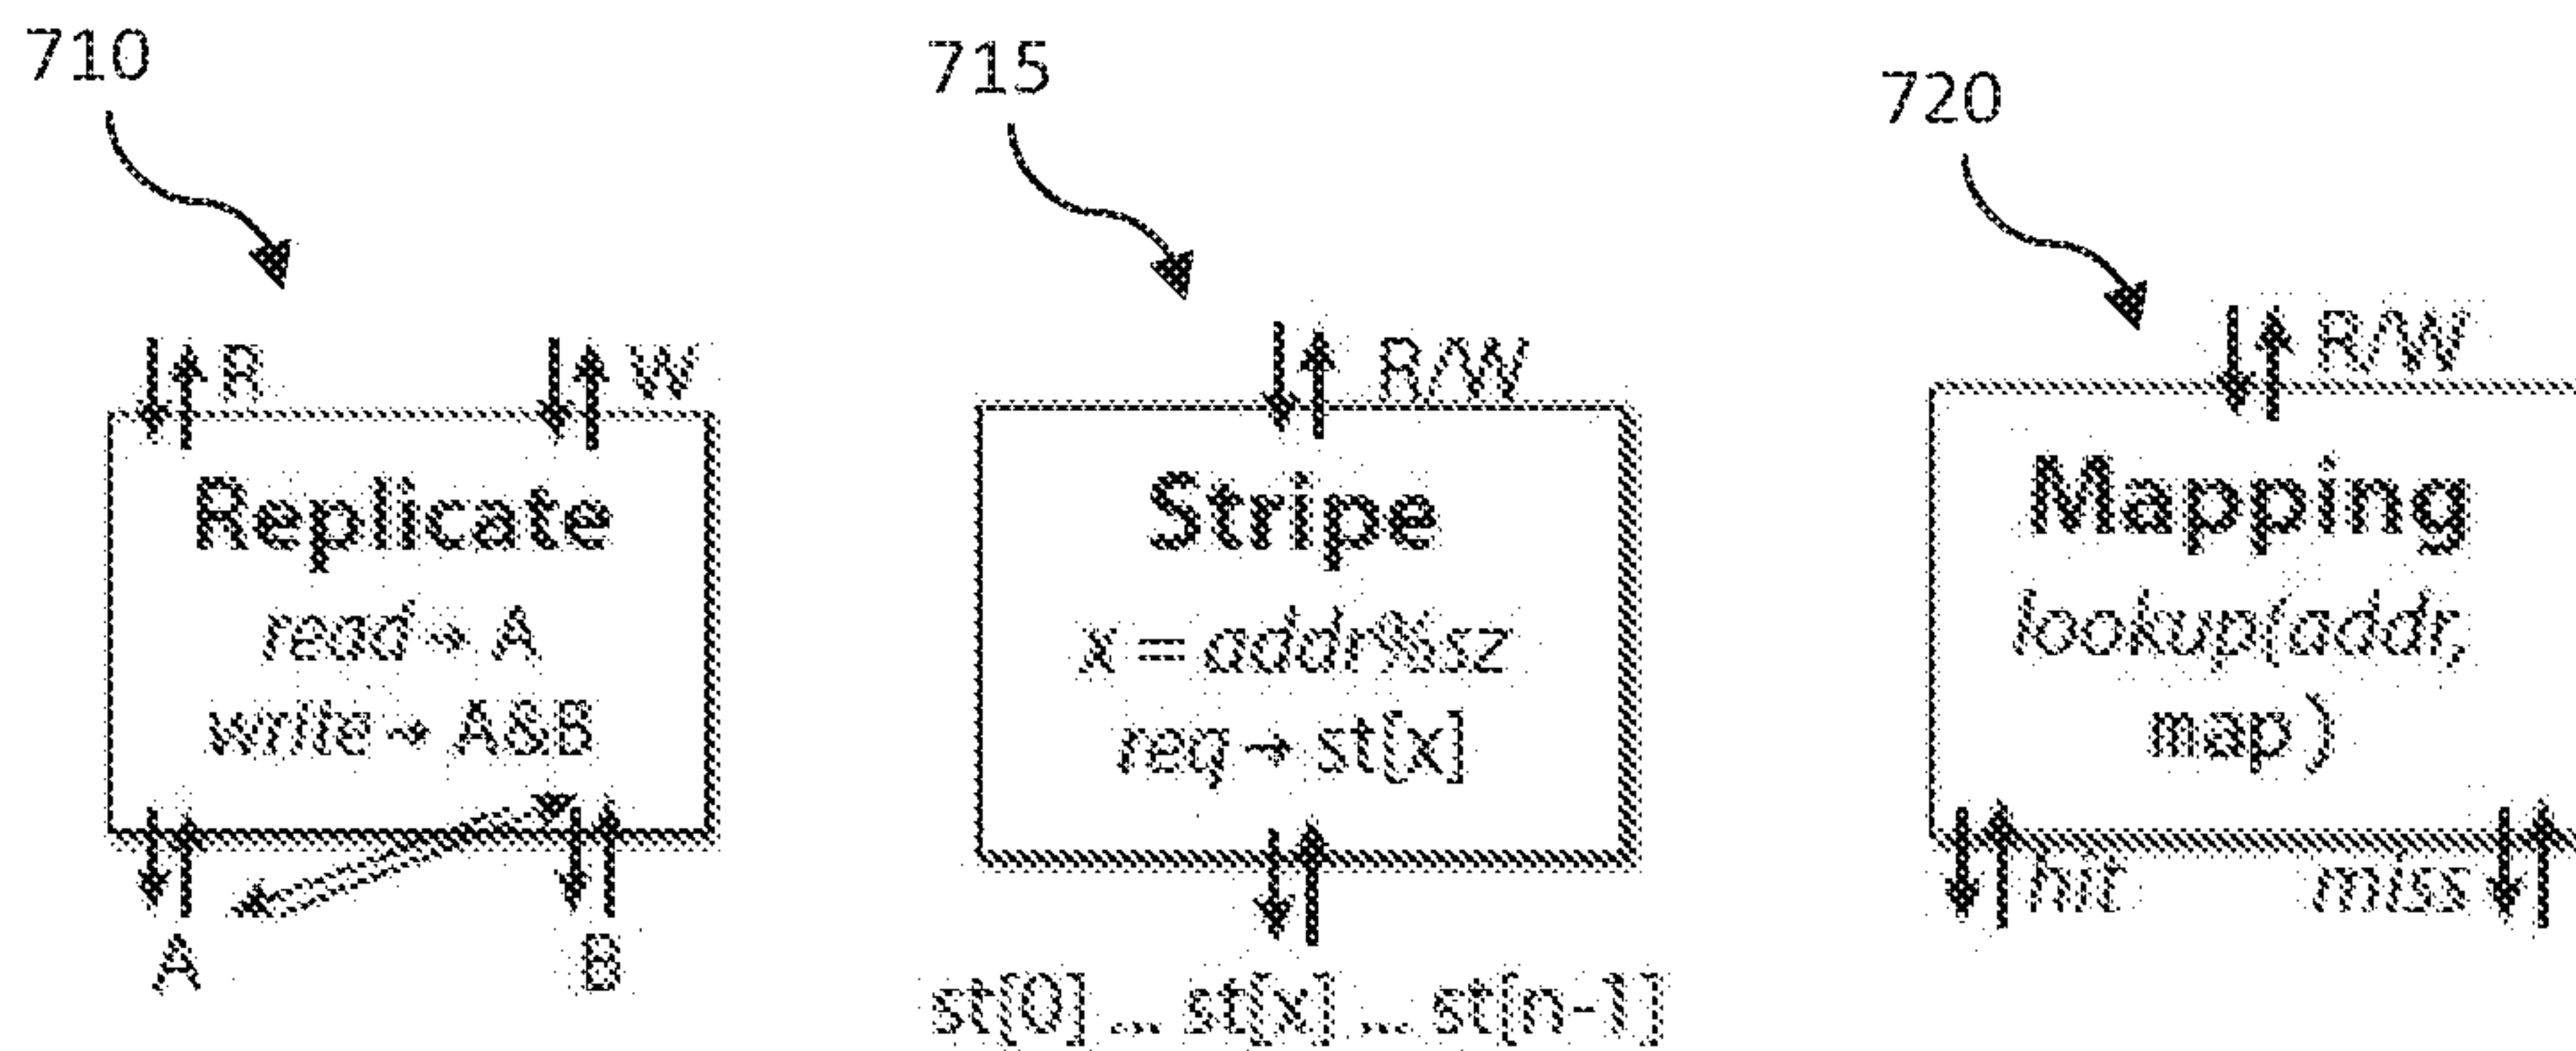 710
R
W
Replicate
read → A
write → A&B
A
B
715
R/W
Stripe
x = addr%sz
req → st[x]
st[0] ... st[x] ... st[n-1]
720
R/W
Mapping
lookup(addr,
map)
hit
miss